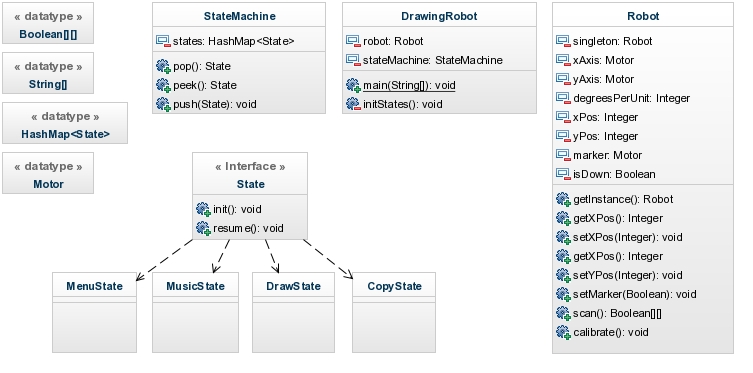 « datatype »
Boolean[][]
« datatype »
String[]
« datatype »
HashMap<State>
« datatype »
Motor
StateMachine
states: HashMap<State>
pop(): State
peek(): State
push(State): void
DrawingRobot
robot: Robot
stateMachine: StateMachine
main(String[]): void
initStates(): void
Robot
singleton: Robot
xAxis: Motor
yAxis: Motor
degreesPerUnit: Integer
xPos: Integer
yPos: Integer
marker: Motor
isDown: Boolean
getInstance(): Robot
getXPos(): Integer
setXPos(Integer): void
getXPos(): Integer
setYPos(Integer): void
setMarker(Boolean): void
scan(): Boolean[][]
calibrate(): void
« Interface »
State
init(): void
resume(): void
MenuState
MusicState
DrawState
CopyState